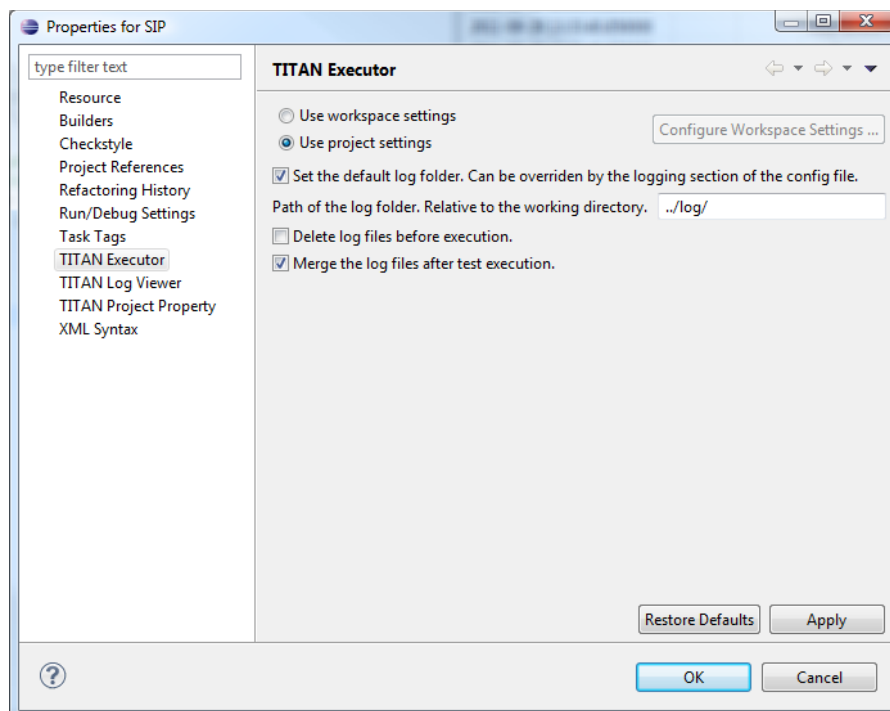 Properties for SIP
type filter text
Resource
Builders
Checkstyle
Project References
Refactoring History
Run/Debug Settings
Task Tags
TITAN Executor
TITAN Log Viewer
TITAN Project Property
XML Syntax
TITAN Executor
Use workspace settings
Use project settings
Configure Workspace Settings ...
Set the default log folder. Can be overriden by the logging section of the config file.
Path of the log folder. Relative to the working directory. ../log/
Delete log files before execution.
Merge the log files after test execution.
Restore Defaults
Apply
?
OK
Cancel